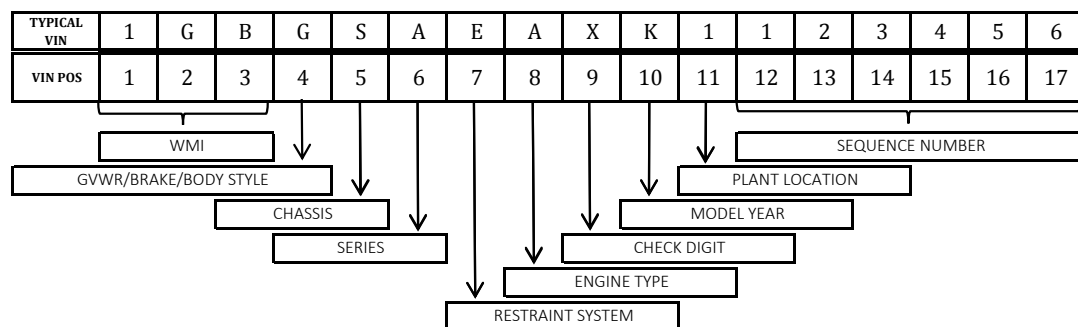 TYPICAL VIN 1 G B G S A E A X K 1 1 2 3 4 5 6
VIN POS 1 2 3 4 5 6 7 8 9 10 11 12 13 14 15 16 17
WMI SEQUENCE NUMBER
GVWR/BRAKE/BODY STYLE PLANT LOCATION
CHASSIS MODEL YEAR
SERIES CHECK DIGIT
ENGINE TYPE
RESTRAINT SYSTEM